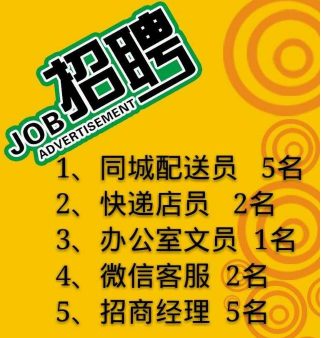 招聘
JOB
ADVERTISEMENT
1、同城配送员 5名
2、快递店员 2名
3、办公室文员 1名
4、微信客服 2名
5、招商经理 5名